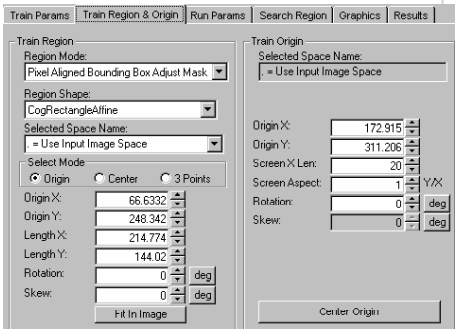 Train Params Train Region & Origin Run Params Search Region Graphics Results
Train Region
Region Mode:
Pixel Aligned Bounding Box Adjust Mask
Region Shape:
CogRectangleAffine
Selected Space Name:
. = Use Input Image Space
Select Mode
Origin Center 3 Points
Origin X: 66.6332
Origin Y: 248.342
Length X: 214.774
Length Y: 144.02
Rotation: 0 deg
Skew: 0 deg
Fit In Image
Train Origin
Selected Space Name:
. = Use Input Image Space
Origin X: 172.915
Origin Y: 311.206
Screen X Len: 20
Screen Aspect: 1 Y/X
Rotation: 0 deg
Skew: 0 deg
Center Origin